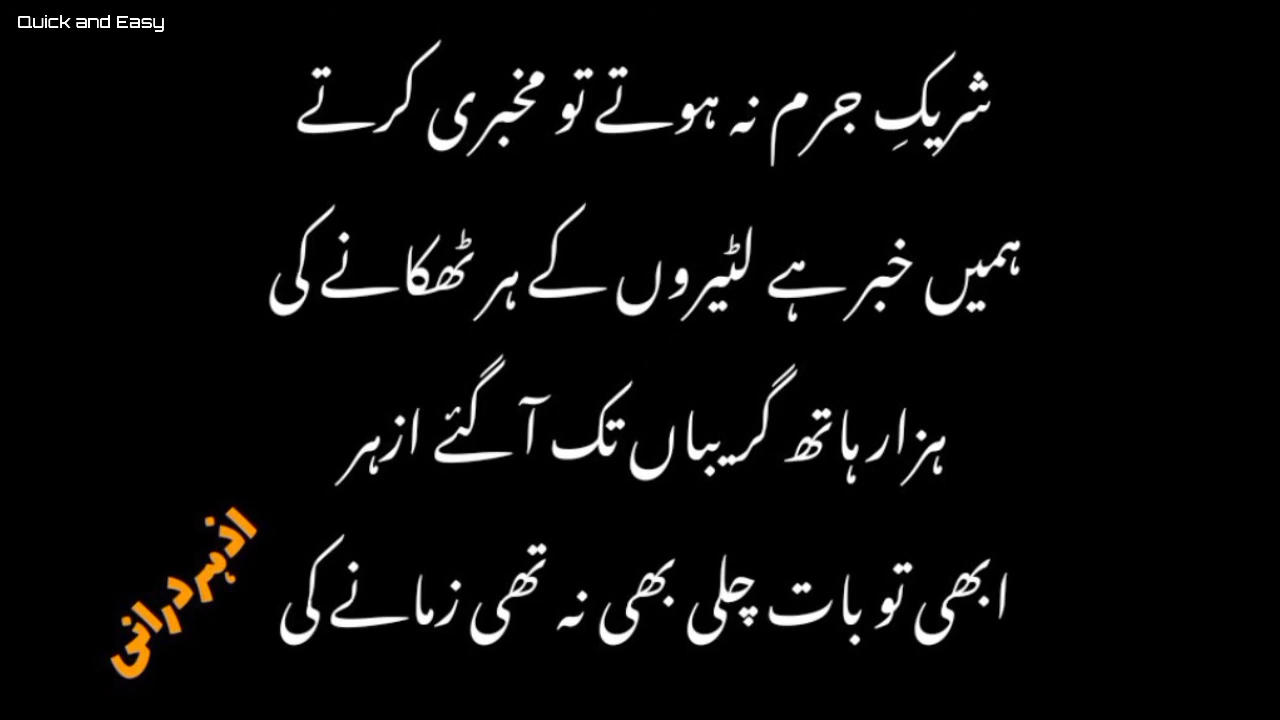 Quick and Easy
شریکِ جرم نہ ہوتے تو مخبری کرتے
ہمیں خبر ہے لٹیروں کے ہر ٹھکانے کی
ہزار ہاتھ گریباں تک آ گئے ازہر
ابھی تو بات چلی بھی نہ تھی زمانے کی
اذہر درانی